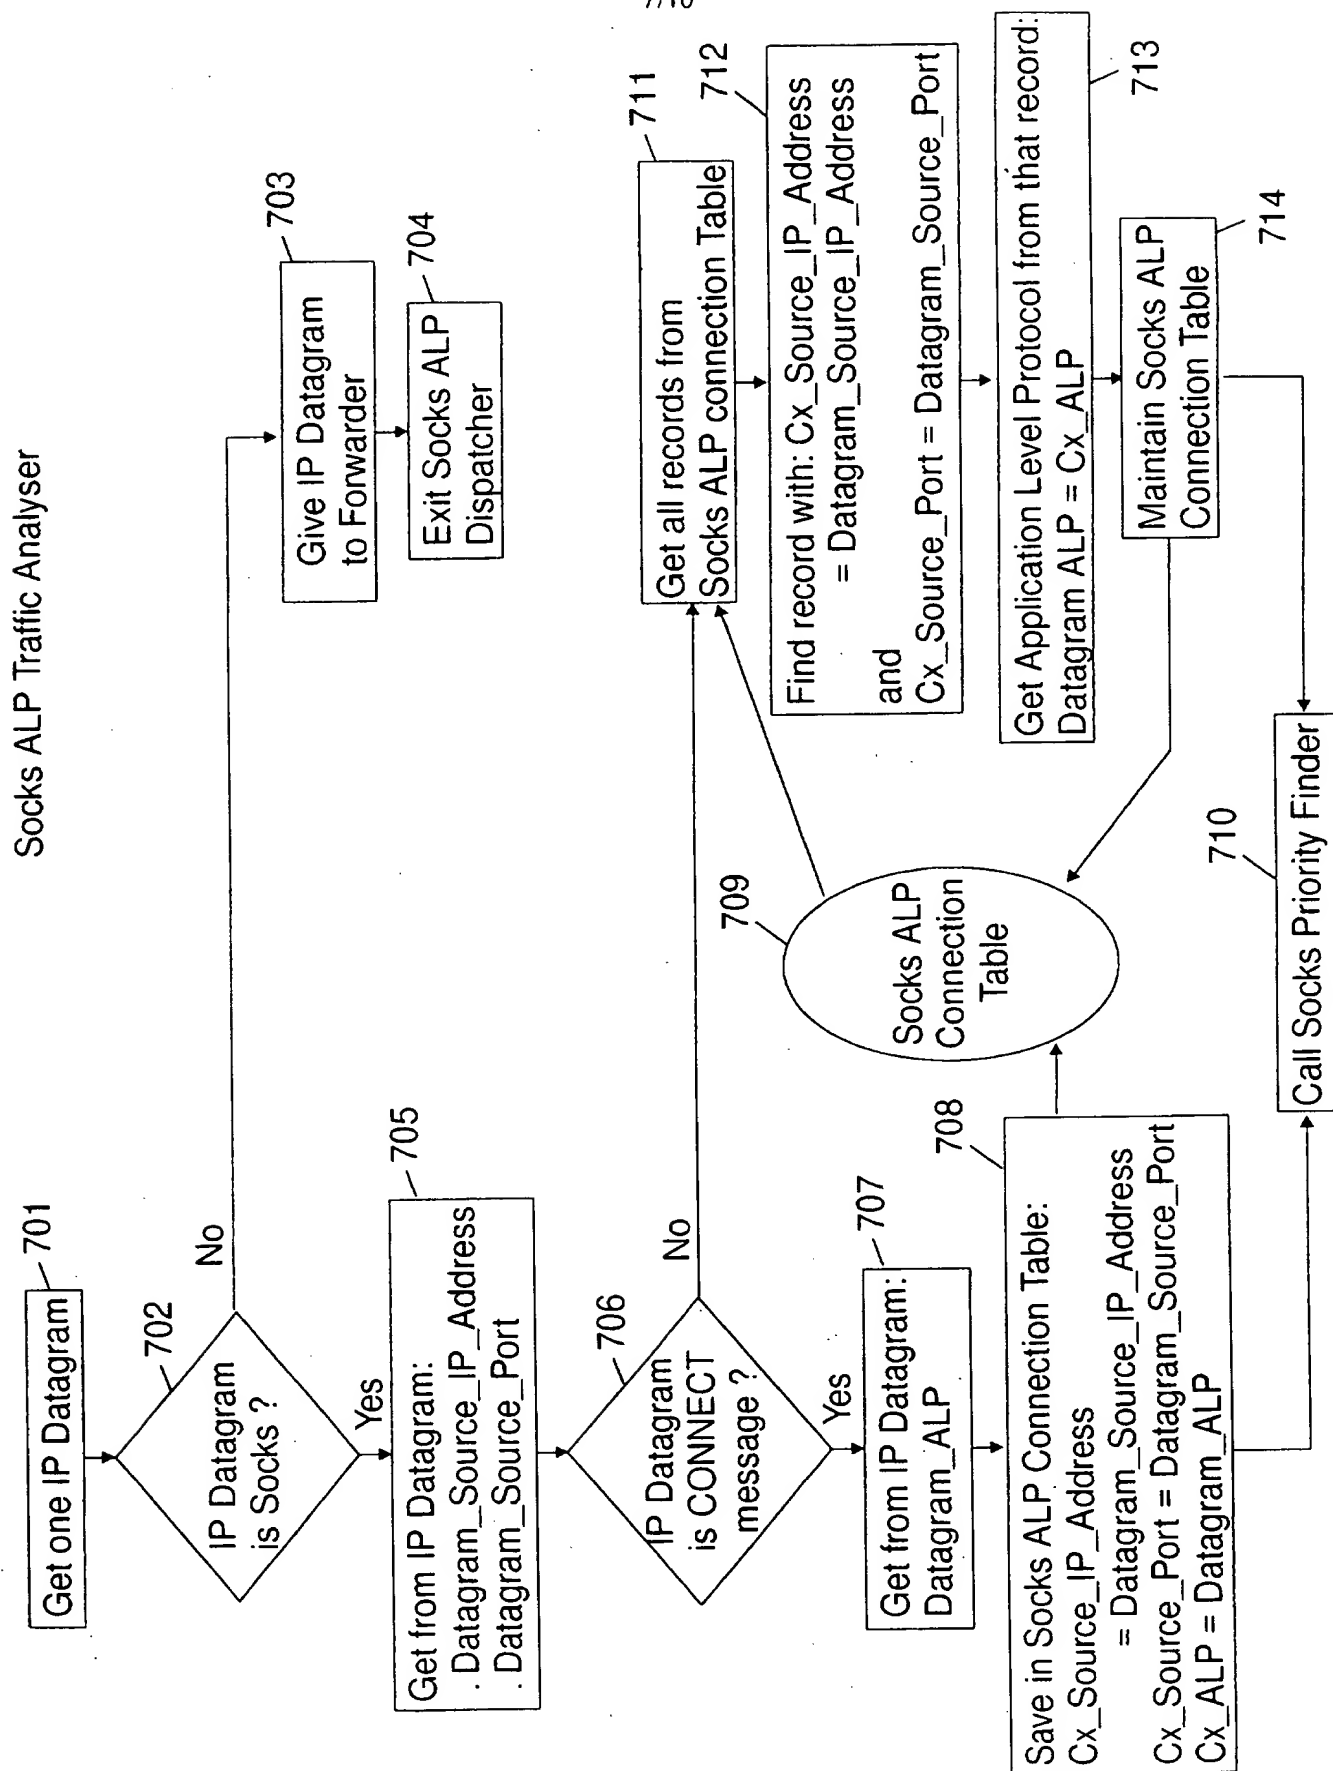 7/10
Socks ALP Traffic Analyser
701
Get one IP Datagram
702
IP Datagram
is Socks ?
No
Yes
703
Give IP Datagram
to Forwarder
704
Exit Socks ALP
Dispatcher
705
Get from IP Datagram:
. Datagram_Source_IP_Address
. Datagram_Source_Port
706
IP Datagram
is CONNECT
message ?
No
Yes
707
Get from IP Datagram:
Datagram_ALP
708
Save in Socks ALP Connection Table:
Cx_Source_IP_Address
= Datagram_Source_IP_Address
Cx_Source_Port = Datagram_Source_Port
Cx_ALP = Datagram_ALP
709
Socks ALP
Connection
Table
710
Call Socks Priority Finder
711
Get all records from
Socks ALP connection Table
712
Find record with: Cx_Source_IP_Address
= Datagram_Source_IP_Address
and
Cx_Source_Port = Datagram_Source_Port
713
Get Application Level Protocol from that record:
Datagram ALP = Cx_ALP
714
Maintain Socks ALP
Connection Table